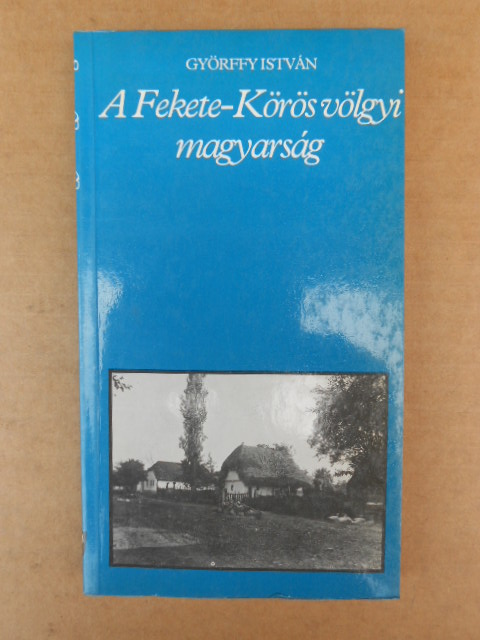 GYÖRFFY ISTVÁN
A Fekete-Körös völgyi
magyarság